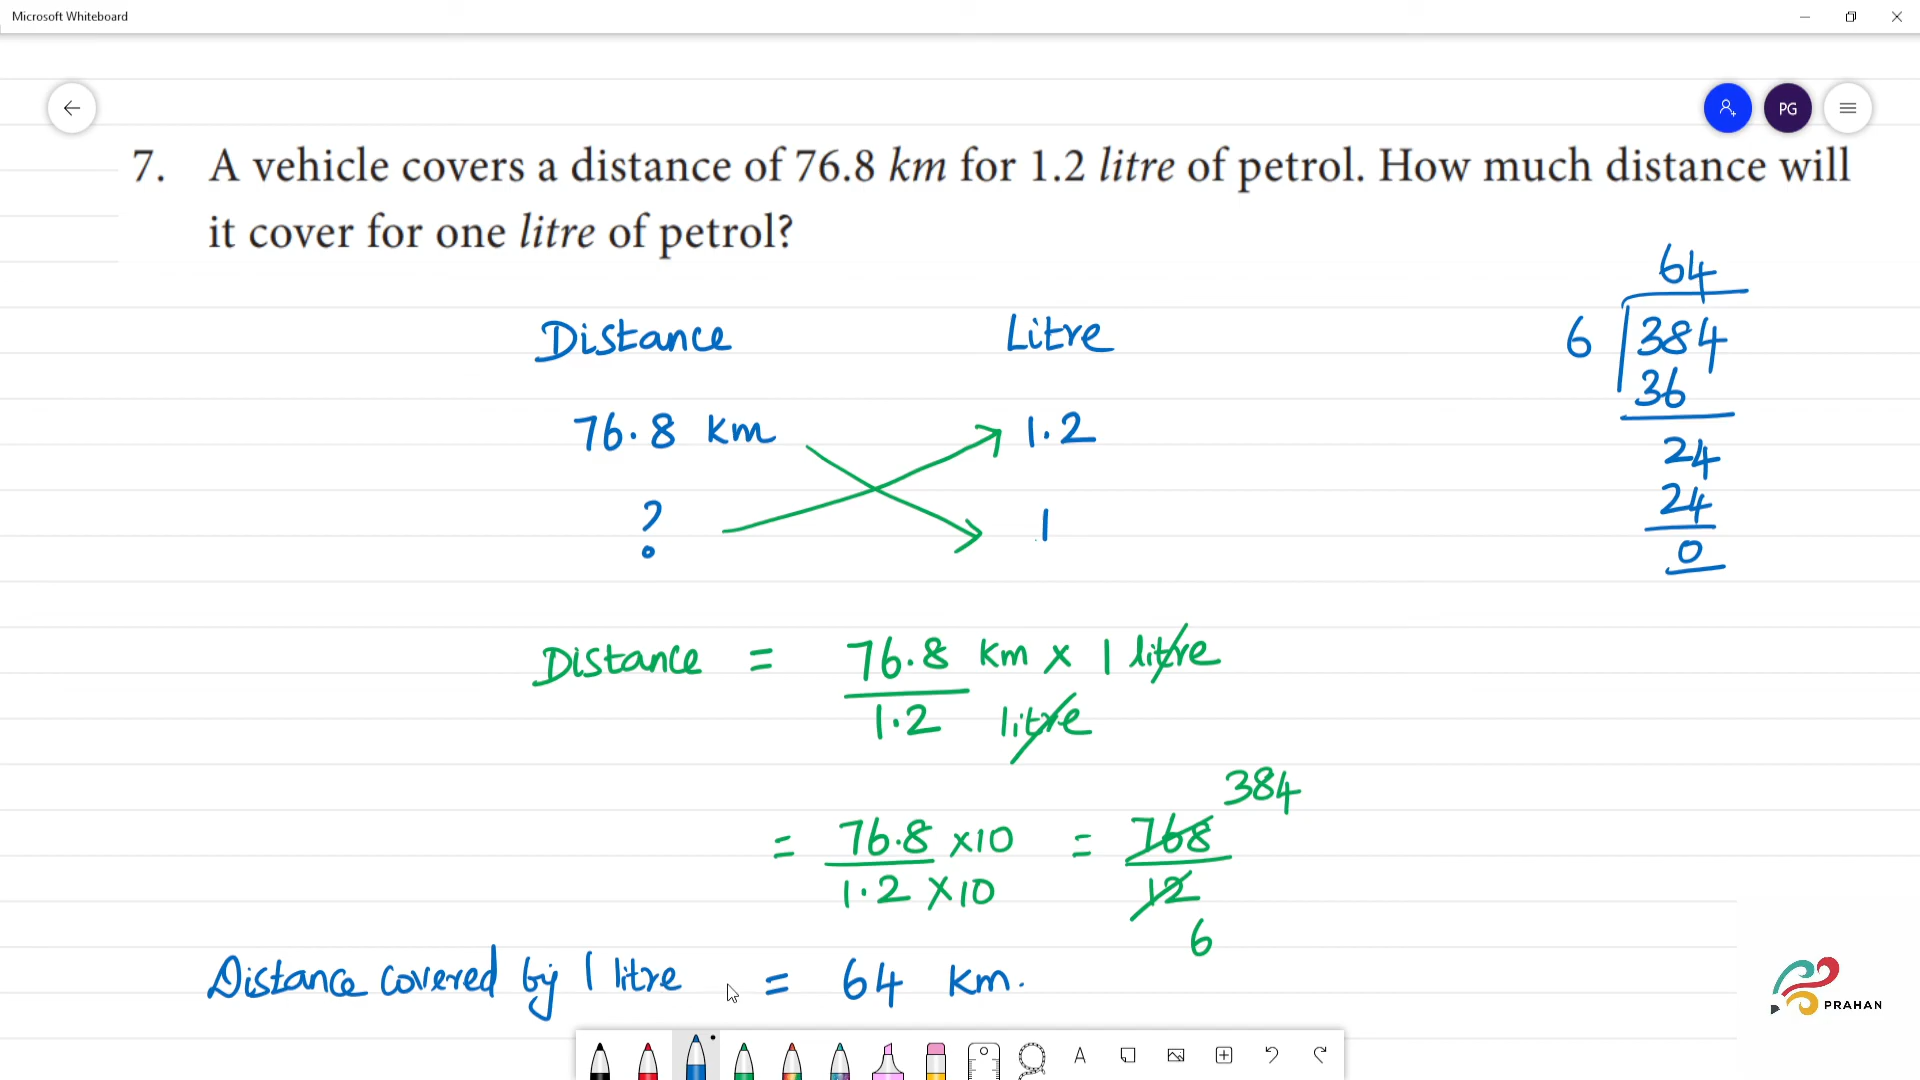 Microsoft Whiteboard
PG
7. A vehicle covers a distance of 76.8 km for 1.2 litre of petrol. How much distance will
it cover for one litre of petrol?
Distance Litre
76.8 km 1.2
? 1
64
6 384
36
24
24
0
Distance = 76.8 km x 1 litre
1.2 litre
384
= 76.8 x10 = 768
1.2 x10 12
6
Distance covered by 1 litre = 64 km.
PRAHAN
A